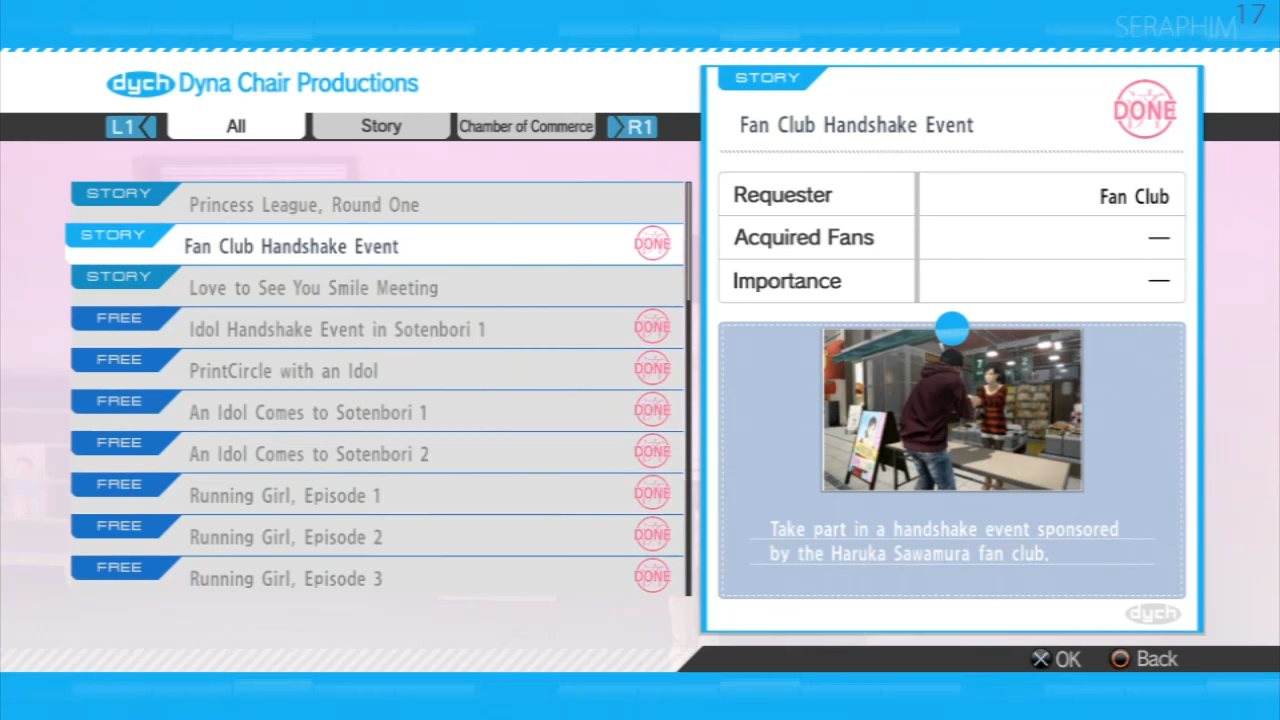 SERAPHIM17
dych Dyna Chair Productions
L1 All Story Chamber of Commerce R1
STORY Princess League, Round One
STORY Fan Club Handshake Event DONE
STORY Love to See You Smile Meeting
FREE Idol Handshake Event in Sotenbori 1 DONE
FREE PrintCircle with an Idol DONE
FREE An Idol Comes to Sotenbori 1 DONE
FREE An Idol Comes to Sotenbori 2 DONE
FREE Running Girl, Episode 1 DONE
FREE Running Girl, Episode 2 DONE
FREE Running Girl, Episode 3 DONE
STORY
Fan Club Handshake Event DONE
Requester Fan Club
Acquired Fans —
Importance —
Take part in a handshake event sponsored
by the Haruka Sawamura fan club.
dych
OK Back